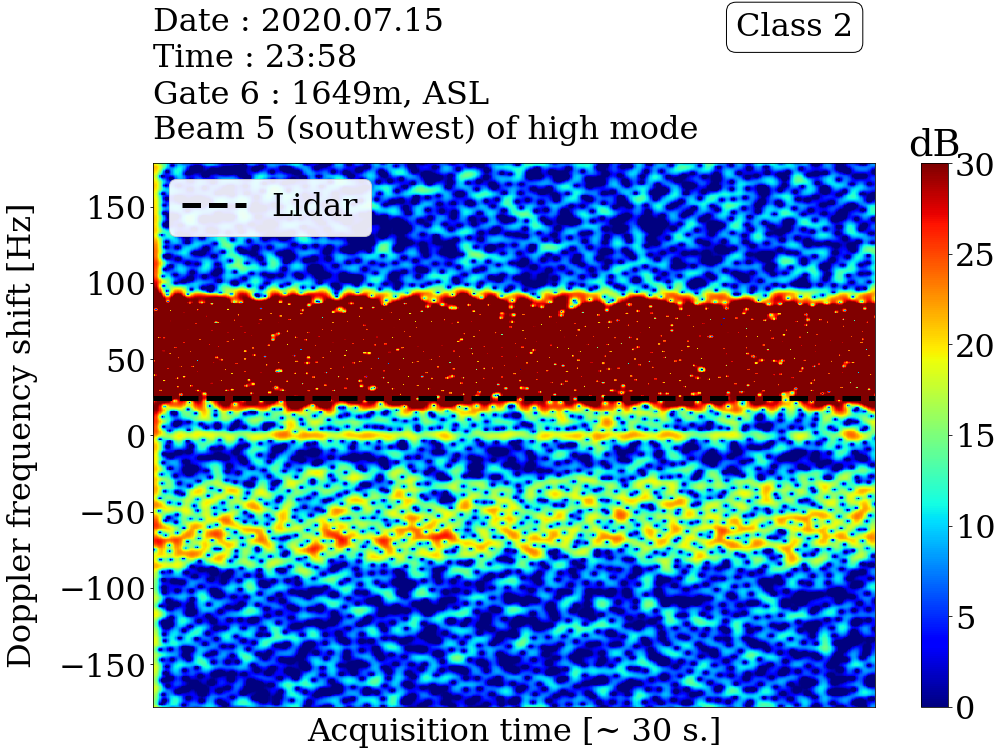 Date : 2020.07.15
Time : 23:58
Gate 6 : 1649m, ASL
Beam 5 (southwest) of high mode
Class 2
dB
Lidar
Doppler frequency shift [Hz]
150
100
50
0
−50
−100
−150
Acquisition time [~ 30 s.]
30
25
20
15
10
5
0